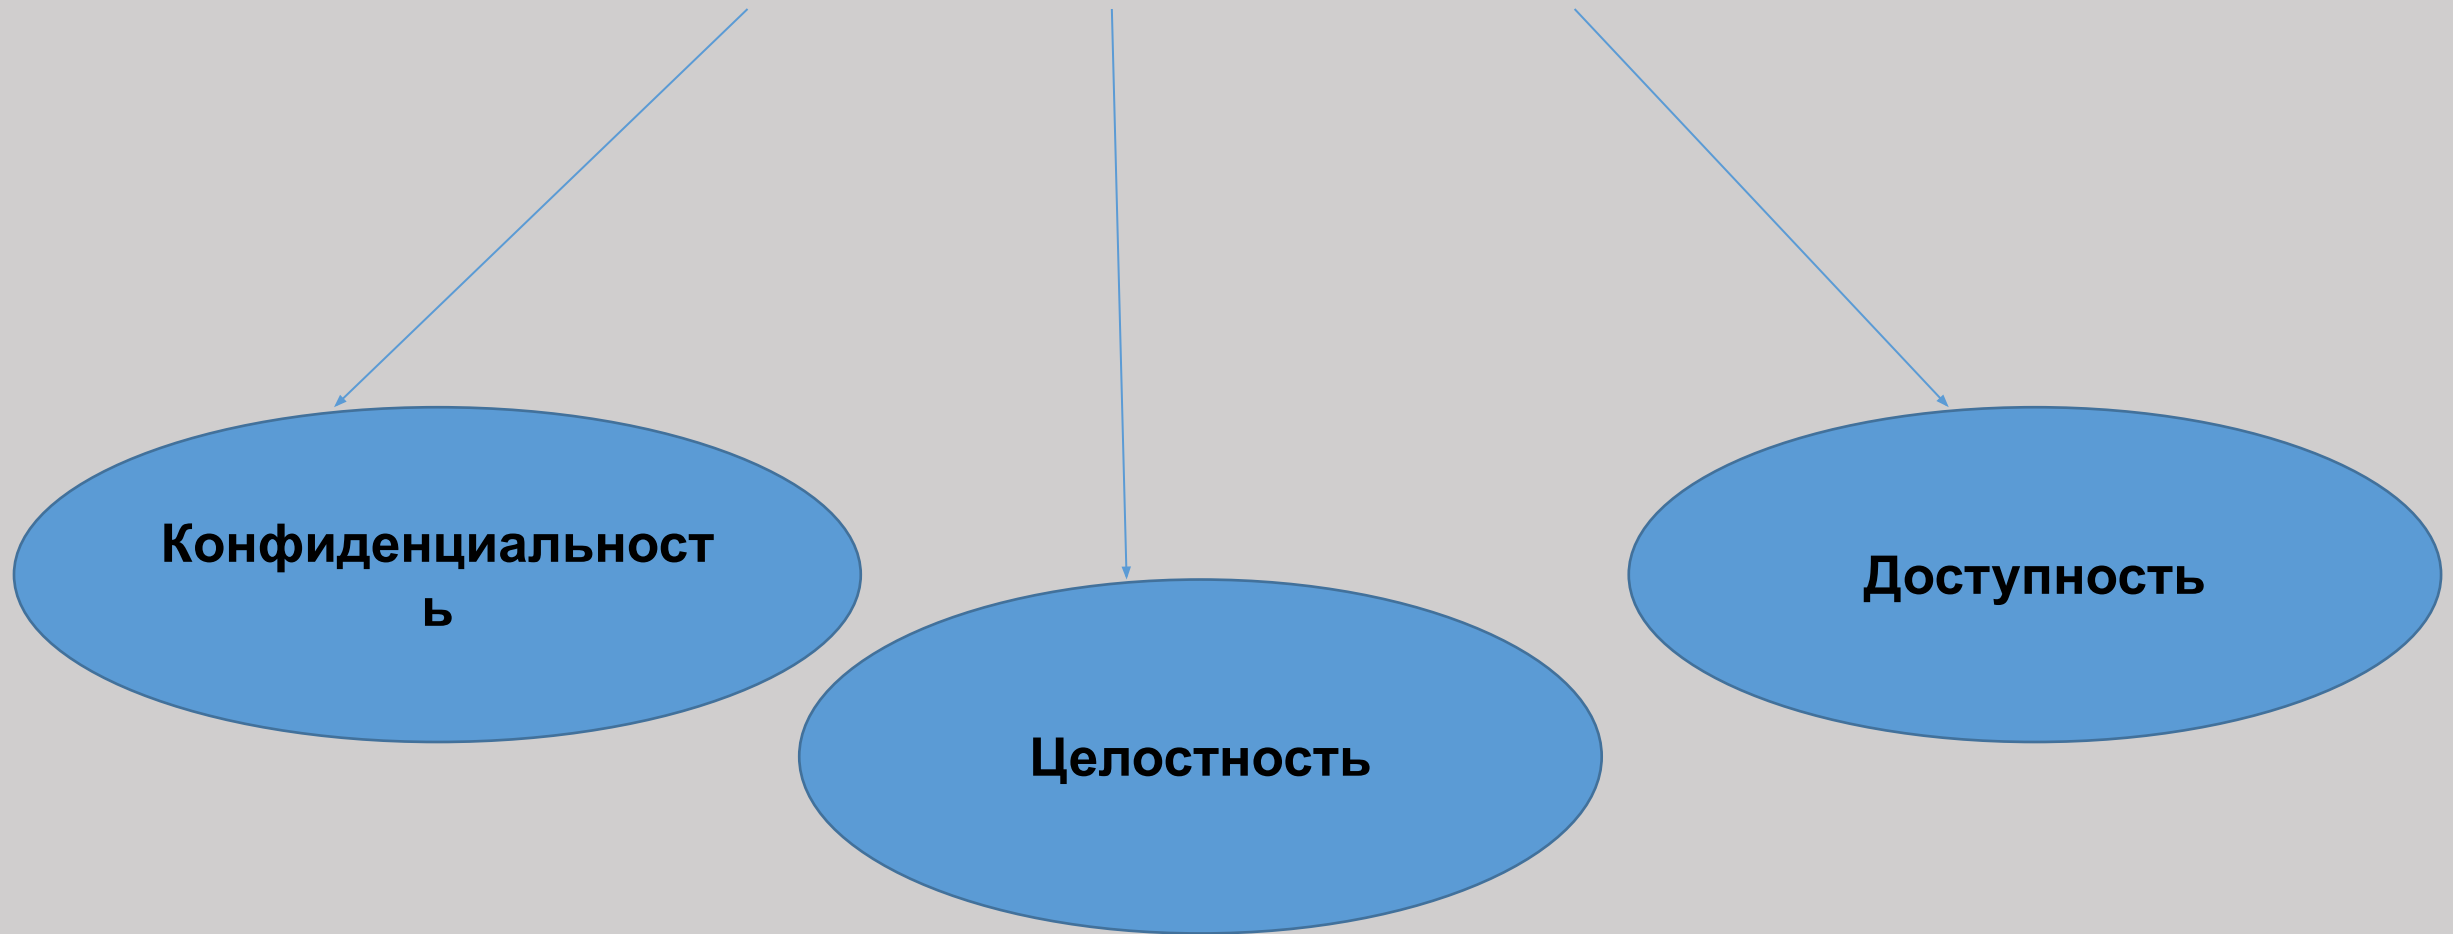 Конфиденциальност
ь
Целостность
Доступность